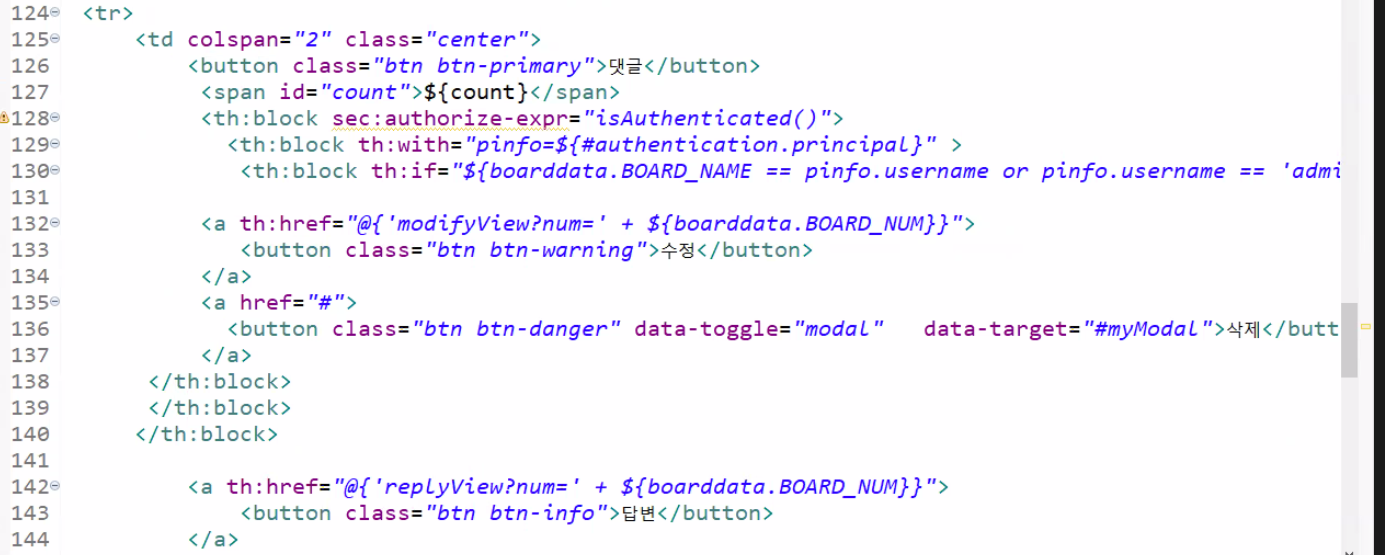 124 <tr>
125 <td colspan="2" class="center">
126 <button class="btn btn-primary">댓글</button>
127 <span id="count">${count}</span>
128 <th:block sec:authorize-expr="isAuthenticated()">
129 <th:block th:with="pinfo=${#authentication.principal}" >
130 <th:block th:if="${boarddata.BOARD_NAME == pinfo.username or pinfo.username == 'admi
131
132 <a th:href="@{'modifyView?num=' + ${boarddata.BOARD_NUM}}">
133 <button class="btn btn-warning">수정</button>
134 </a>
135 <a href="#">
136 <button class="btn btn-danger" data-toggle="modal" data-target="#myModal">삭제</butt
137 </a>
138 </th:block>
139 </th:block>
140 </th:block>
141
142 <a th:href="@{'replyView?num=' + ${boarddata.BOARD_NUM}}">
143 <button class="btn btn-info">답변</button>
144 </a>